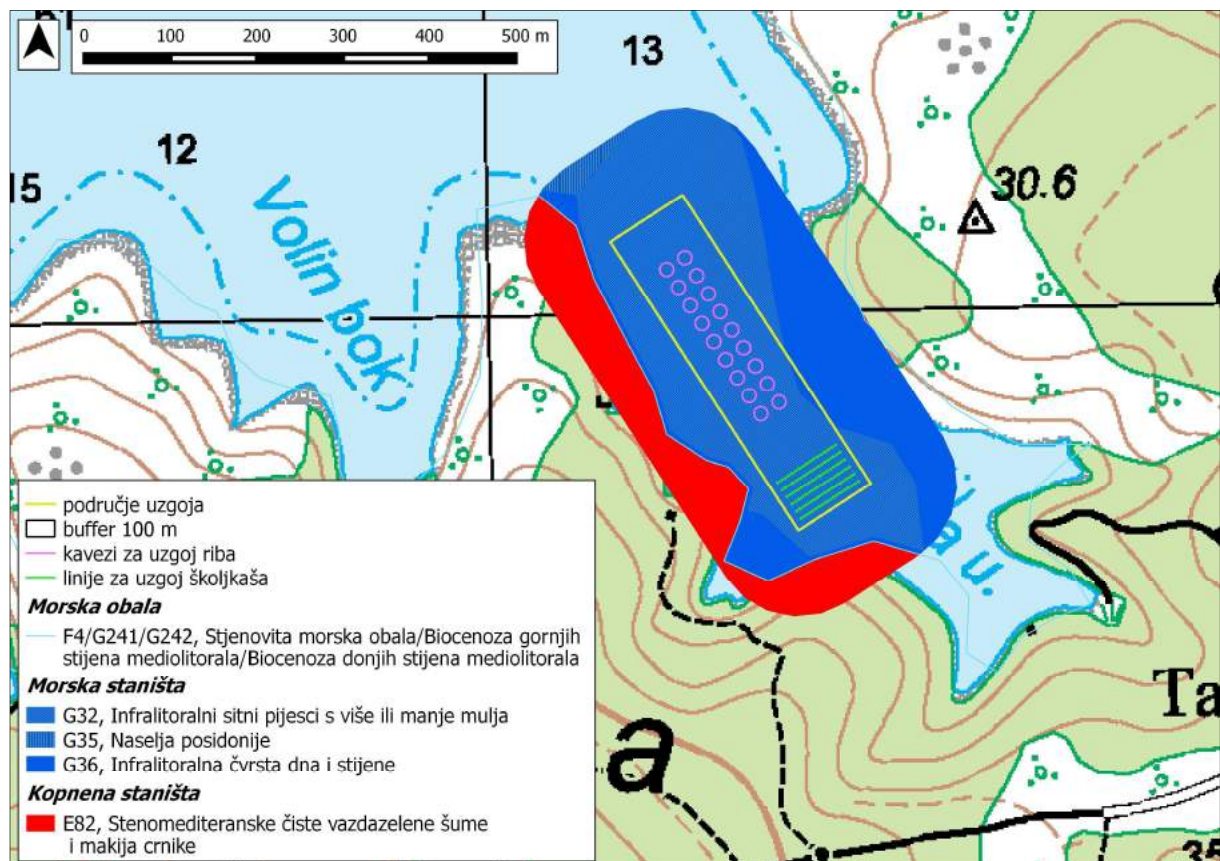 0 100 200 300 400 500 m
13
12
15
30.6
Volin bok
a u.
područje uzgoja
buffer 100 m
kavezi za uzgoj riba
linije za uzgoj školjkaša
Morska obala
F4/G241/G242, Stjenovita morska obala/Biocenoza gornjih
stijena mediolitorala/Biocenoza donjih stijena mediolitorala
Morska staništa
G32, Infralitoralni sitni pijesci s više ili manje mulja
G35, Naselja posidonije
G36, Infralitoralna čvrsta dna i stijene
Kopnena staništa
E82, Stenomediteranske čiste vazdazelene šume
i makija crnike
a
Ta
35